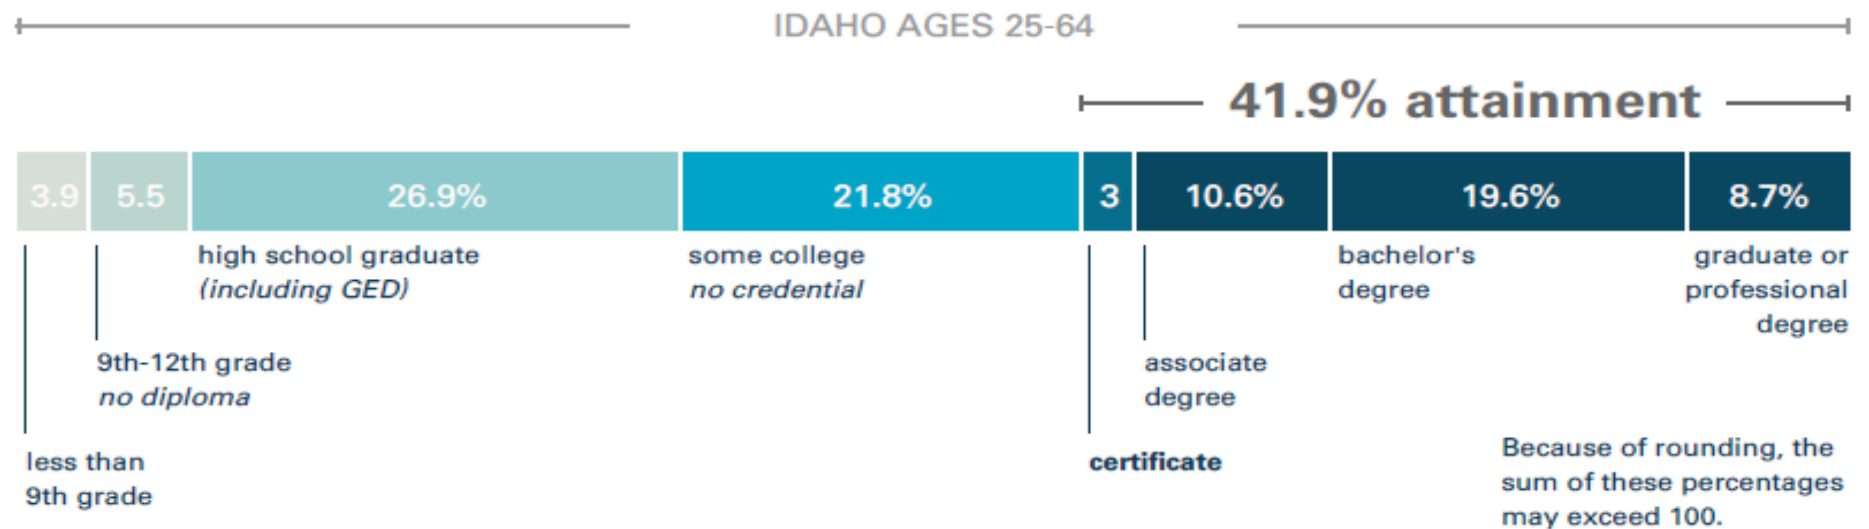 IDAHO AGES 25-64
41.9% attainment
3.9 5.5 26.9% 21.8% 3 10.6% 19.6% 8.7%
high school graduate
(including GED)
some college
no credential
bachelor's
degree
graduate or
professional
degree
9th-12th grade
no diploma
associate
degree
less than
9th grade
certificate
Because of rounding, the
sum of these percentages
may exceed 100.